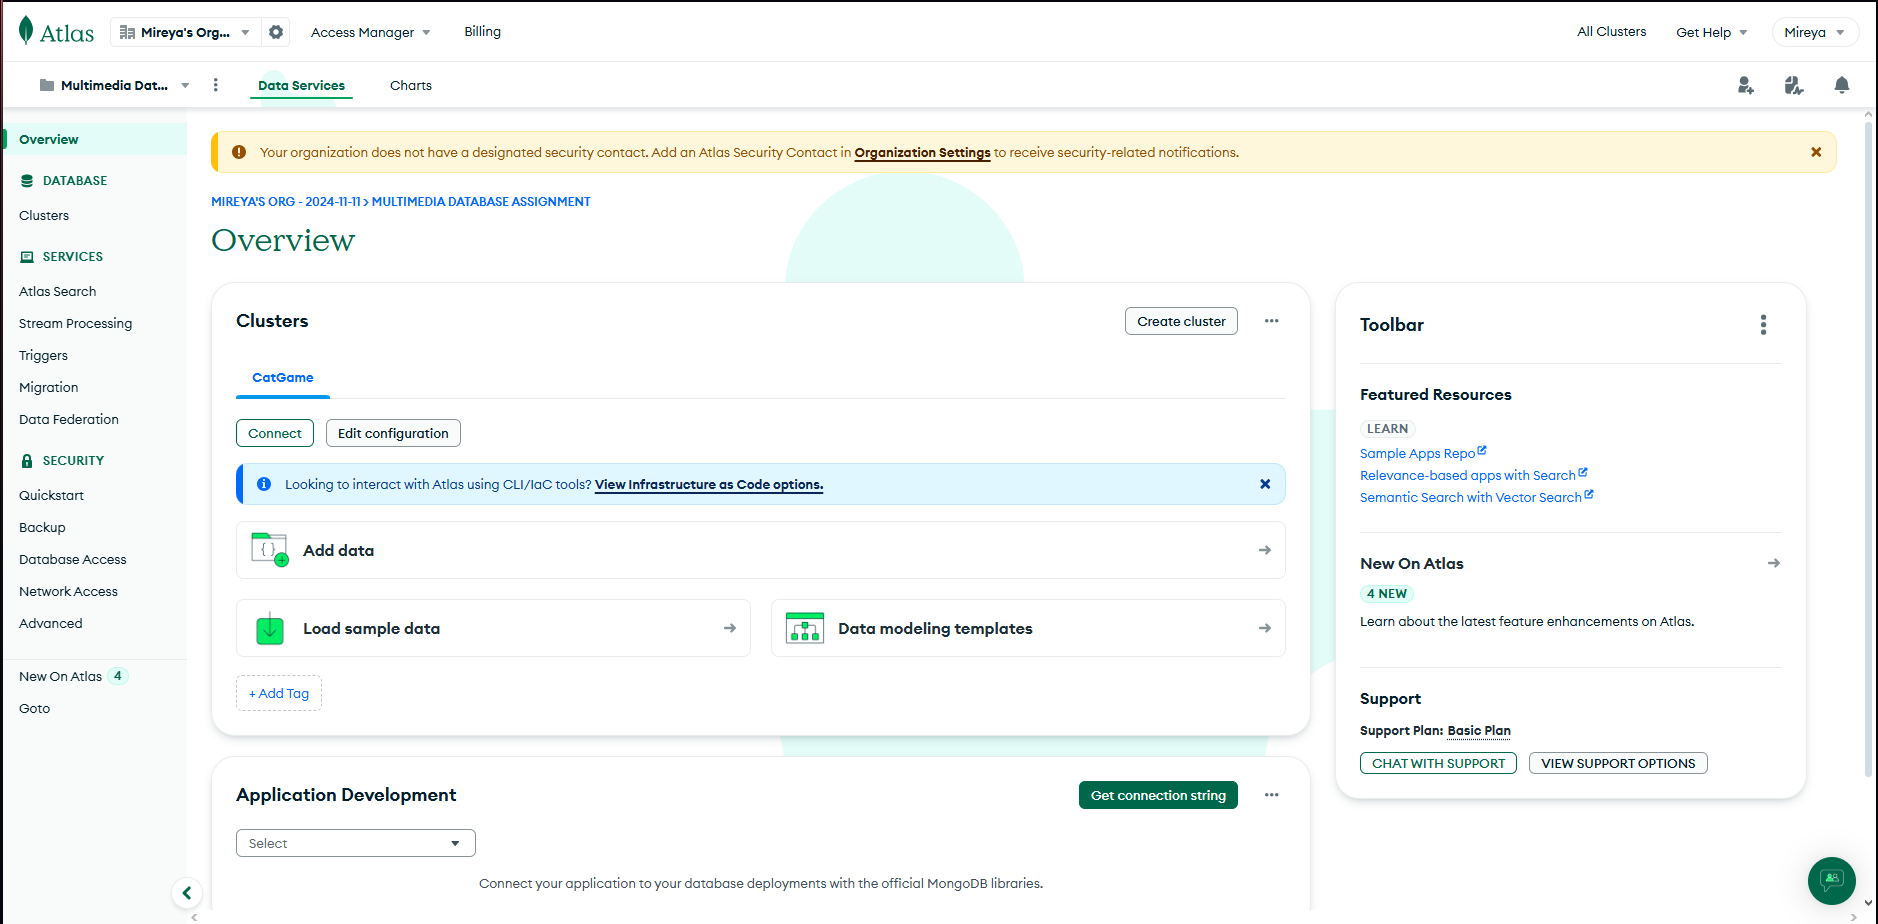 Atlas
Mireya's Org...
Access Manager
Billing
All Clusters
Get Help
Mireya
Multimedia Dat...
Data Services
Charts
Overview
DATABASE
Clusters
SERVICES
Atlas Search
Stream Processing
Triggers
Migration
Data Federation
SECURITY
Quickstart
Backup
Database Access
Network Access
Advanced
New On Atlas 4
Goto
Your organization does not have a designated security contact. Add an Atlas Security Contact in Organization Settings to receive security-related notifications.
MIREYA'S ORG - 2024-11-11 > MULTIMEDIA DATABASE ASSIGNMENT
Overview
Clusters
Create cluster
CatGame
Connect
Edit configuration
Looking to interact with Atlas using CLI/IaC tools? View Infrastructure as Code options.
Add data
Load sample data
Data modeling templates
+ Add Tag
Application Development
Get connection string
Select
Connect your application to your database deployments with the official MongoDB libraries.
Toolbar
Featured Resources
LEARN
Sample Apps Repo
Relevance-based apps with Search
Semantic Search with Vector Search
New On Atlas
4 NEW
Learn about the latest feature enhancements on Atlas.
Support
Support Plan: Basic Plan
CHAT WITH SUPPORT
VIEW SUPPORT OPTIONS